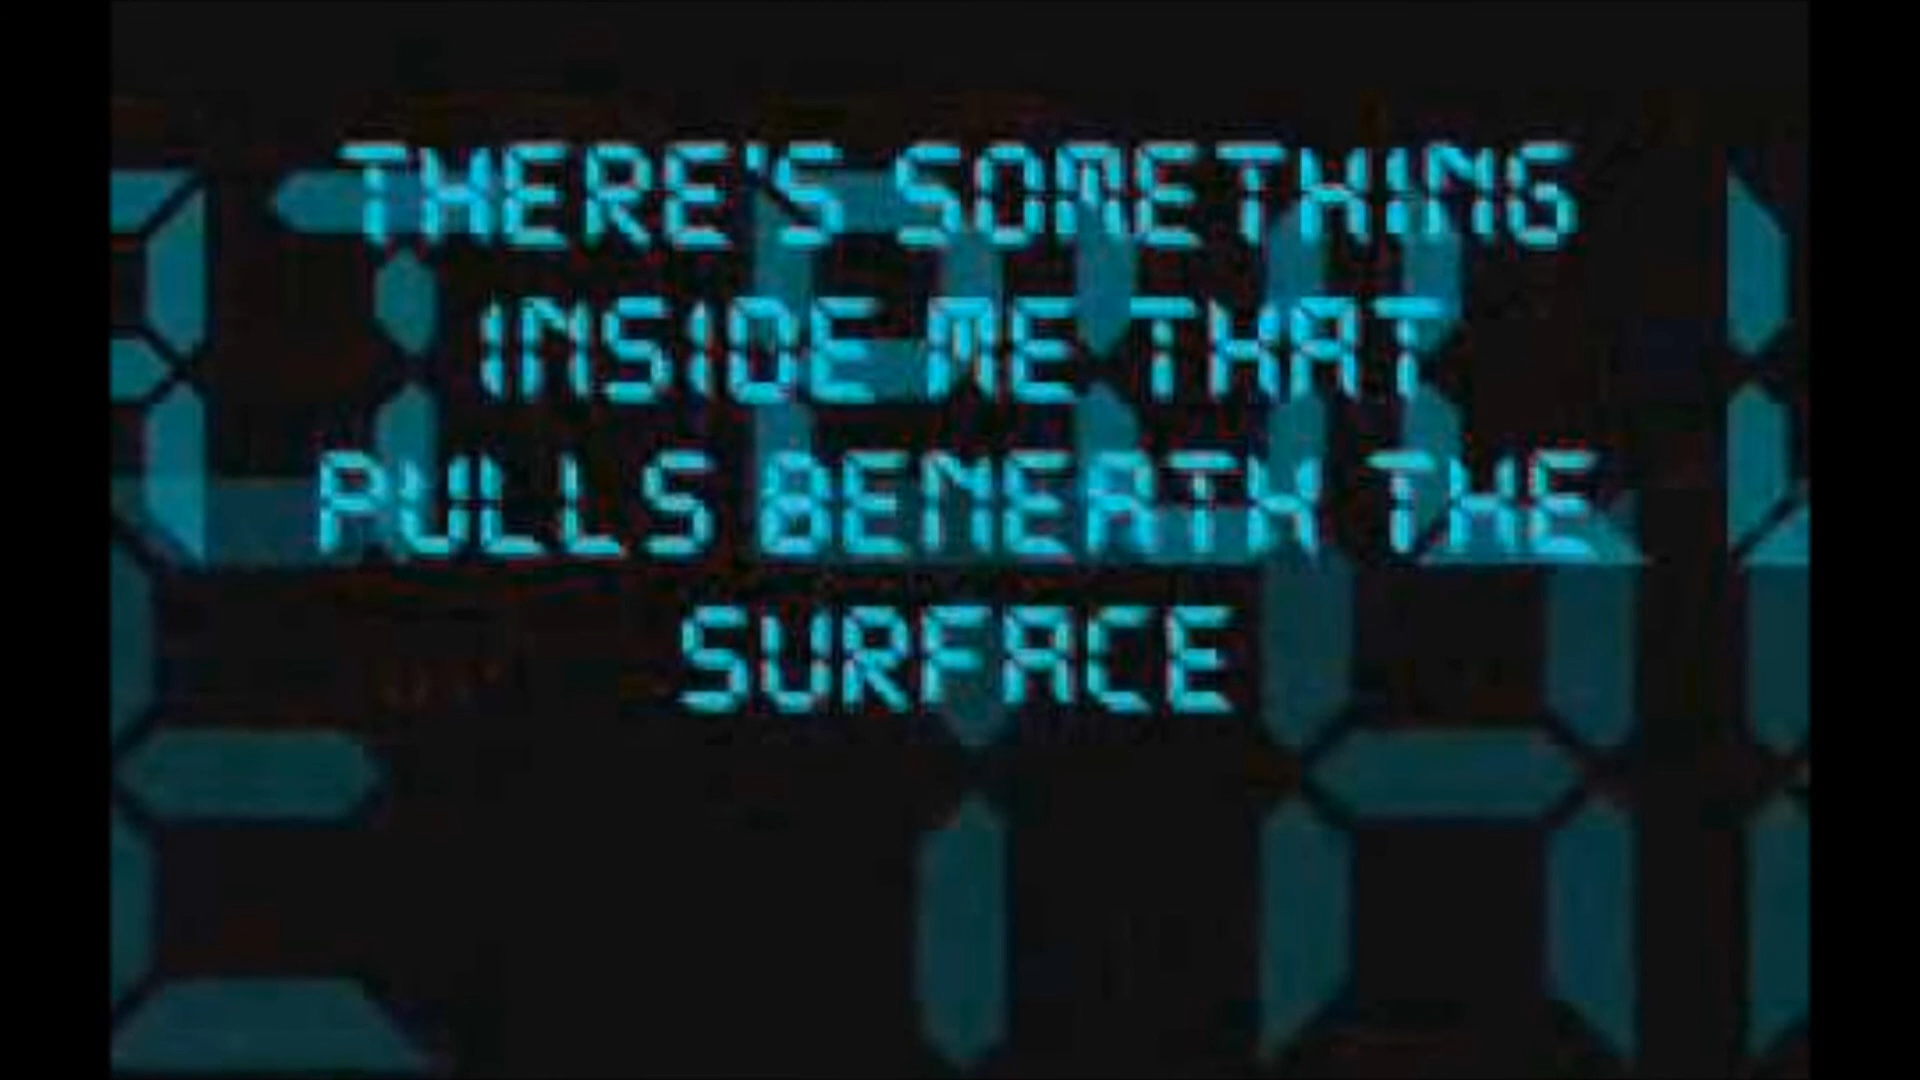 THERE'S SOMETHING
INSIDE ME THAT
PULLS BENEATH THE
SURFACE